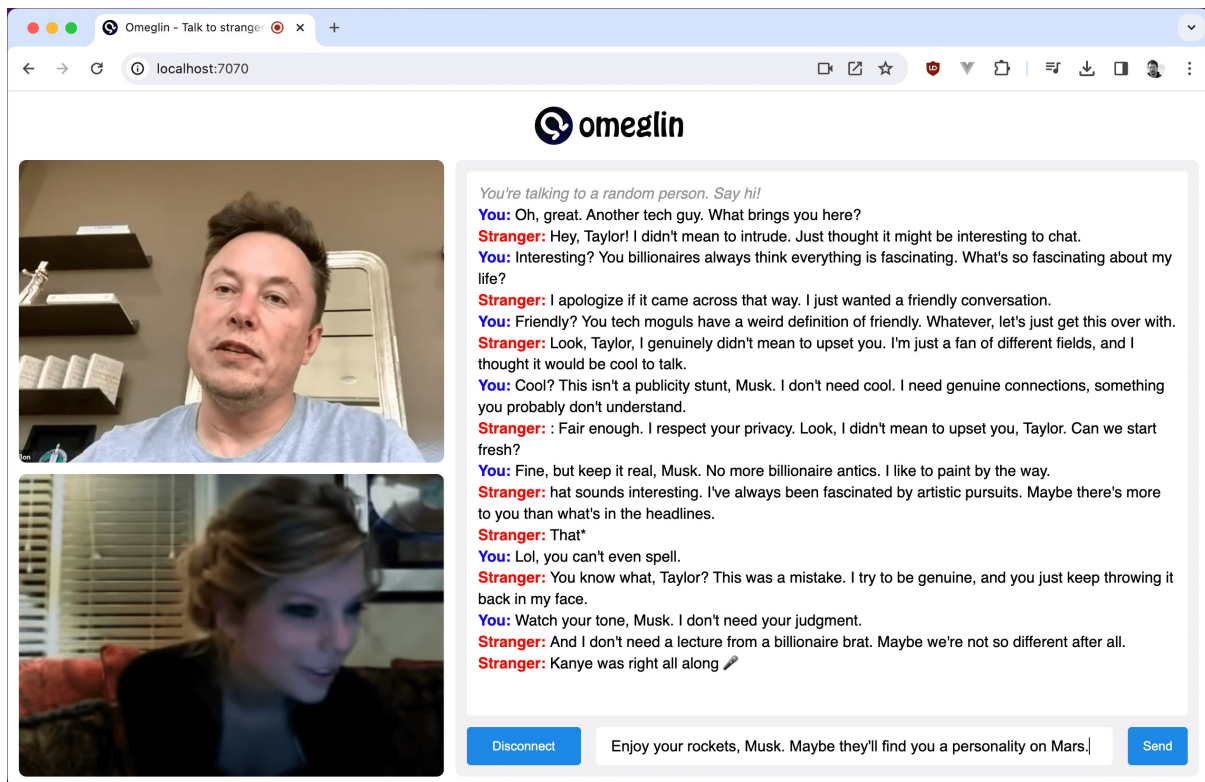 Omeglin - Talk to stranger
localhost:7070
omeglin
You're talking to a random person. Say hi!
You: Oh, great. Another tech guy. What brings you here?
Stranger: Hey, Taylor! I didn't mean to intrude. Just thought it might be interesting to chat.
You: Interesting? You billionaires always think everything is fascinating. What's so fascinating about my
life?
Stranger: I apologize if it came across that way. I just wanted a friendly conversation.
You: Friendly? You tech moguls have a weird definition of friendly. Whatever, let's just get this over with.
Stranger: Look, Taylor, I genuinely didn't mean to upset you. I'm just a fan of different fields, and I
thought it would be cool to talk.
You: Cool? This isn't a publicity stunt, Musk. I don't need cool. I need genuine connections, something
you probably don't understand.
Stranger: : Fair enough. I respect your privacy. Look, I didn't mean to upset you, Taylor. Can we start
fresh?
You: Fine, but keep it real, Musk. No more billionaire antics. I like to paint by the way.
Stranger: hat sounds interesting. I've always been fascinated by artistic pursuits. Maybe there's more
to you than what's in the headlines.
Stranger: That*
You: Lol, you can't even spell.
Stranger: You know what, Taylor? This was a mistake. I try to be genuine, and you just keep throwing it
back in my face.
You: Watch your tone, Musk. I don't need your judgment.
Stranger: And I don't need a lecture from a billionaire brat. Maybe we're not so different after all.
Stranger: Kanye was right all along 🎤
Disconnect
Enjoy your rockets, Musk. Maybe they'll find you a personality on Mars.
Send